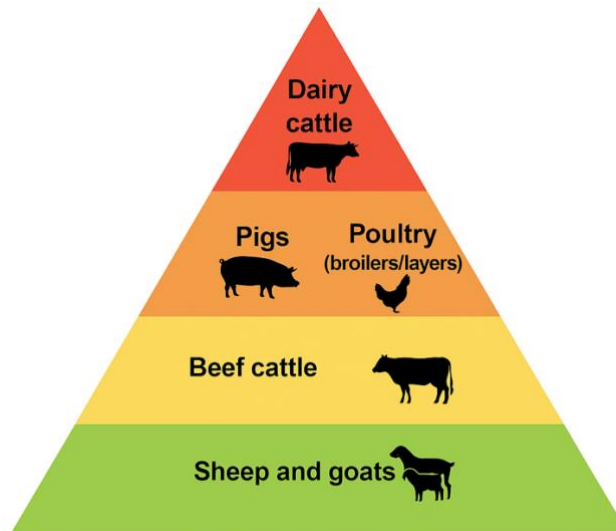 Dairy
cattle
Pigs
Poultry
(broilers/layers)
Beef cattle
Sheep and goats